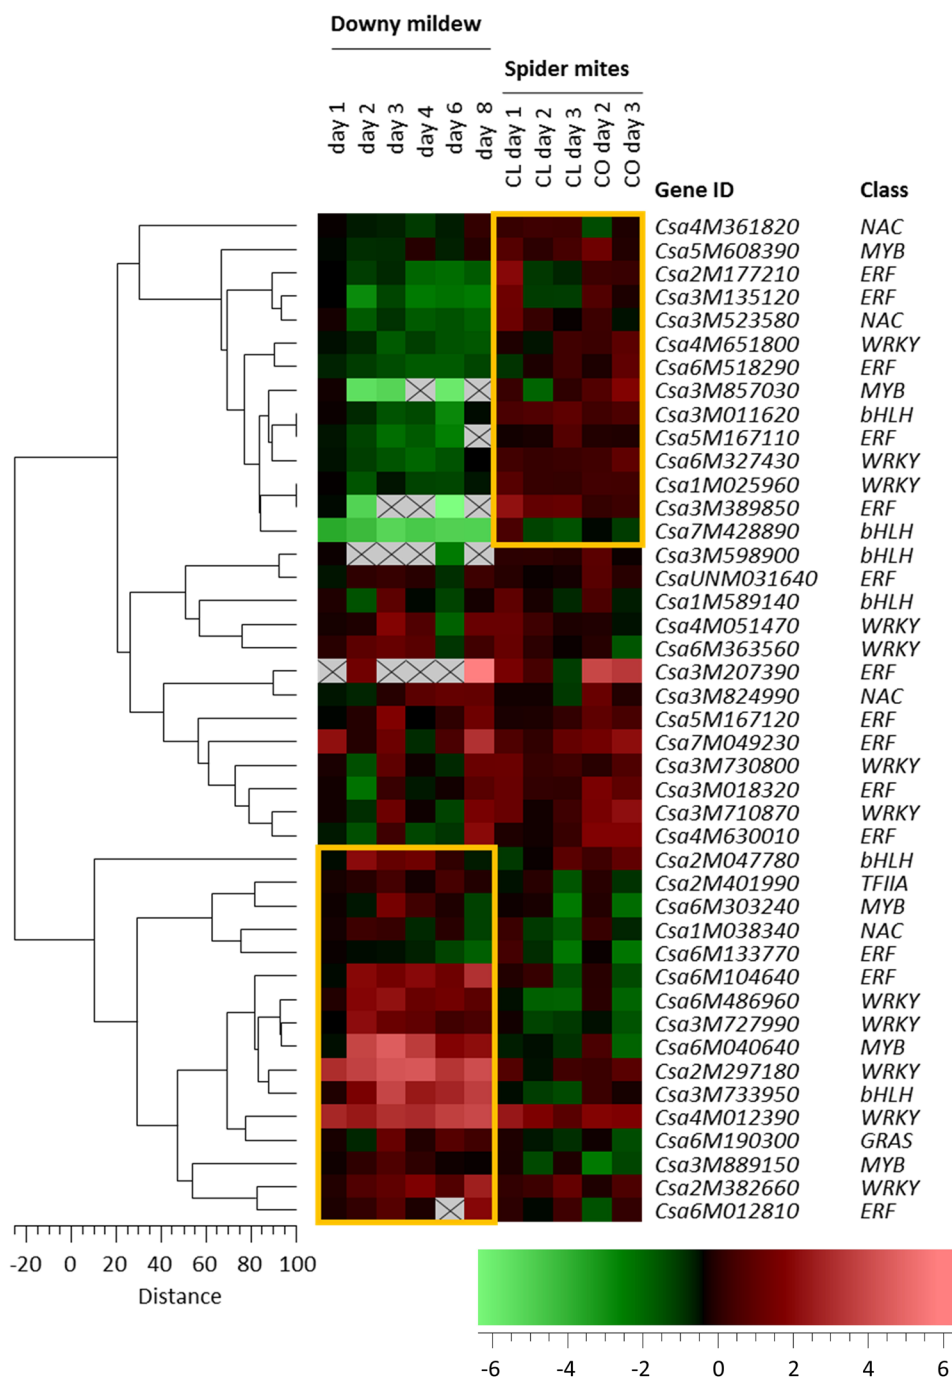 Downy mildew
Spider mites
day 1
day 2
day 3
day 4
day 6
day 8
CL day 1
CL day 2
CL day 3
CO day 2
CO day 3
Gene ID Class
Csa4M361820 NAC
Csa5M608390 MYB
Csa2M177210 ERF
Csa3M135120 ERF
Csa3M523580 NAC
Csa4M651800 WRKY
Csa6M518290 ERF
Csa3M857030 MYB
Csa3M011620 bHLH
Csa5M167110 ERF
Csa6M327430 WRKY
Csa1M025960 WRKY
Csa3M389850 ERF
Csa7M428890 bHLH
Csa3M598900 bHLH
CsaUNM031640 ERF
Csa1M589140 bHLH
Csa4M051470 WRKY
Csa6M363560 WRKY
Csa3M207390 ERF
Csa3M824990 NAC
Csa5M167120 ERF
Csa7M049230 ERF
Csa3M730800 WRKY
Csa3M018320 ERF
Csa3M710870 WRKY
Csa4M630010 ERF
Csa2M047780 bHLH
Csa2M401990 TFIIA
Csa6M303240 MYB
Csa1M038340 NAC
Csa6M133770 ERF
Csa6M104640 ERF
Csa6M486960 WRKY
Csa3M727990 WRKY
Csa6M040640 MYB
Csa2M297180 WRKY
Csa3M733950 bHLH
Csa4M012390 WRKY
Csa6M190300 GRAS
Csa3M889150 MYB
Csa2M382660 WRKY
Csa6M012810 ERF
-20 0 20 40 60 80 100
Distance
-6 -4 -2 0 2 4 6